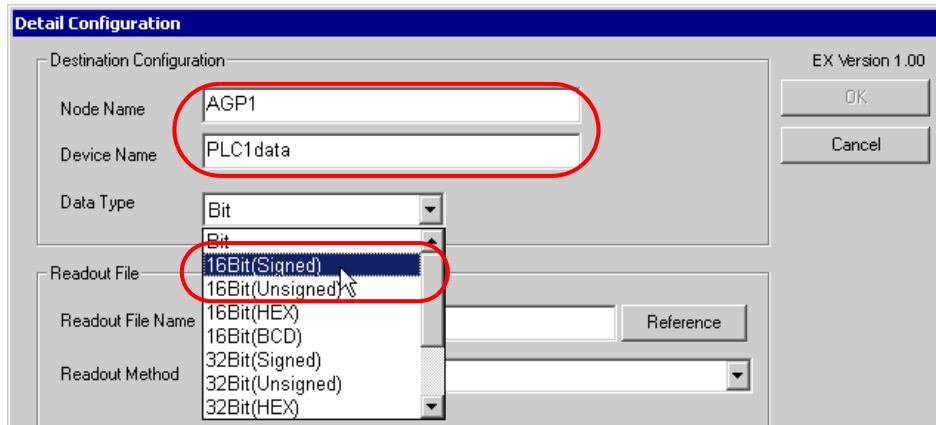 Detail Configuration
Destination Configuration
EX Version 1.00
Node Name
AGP1
OK
Device Name
PLC1data
Cancel
Data Type
Bit
Bit
16Bit(Signed)
Readout File
16Bit(Unsigned)
16Bit(HEX)
Readout File Name
Reference
16Bit(BCD)
32Bit(Signed)
Readout Method
32Bit(Unsigned)
32Bit(HEX)